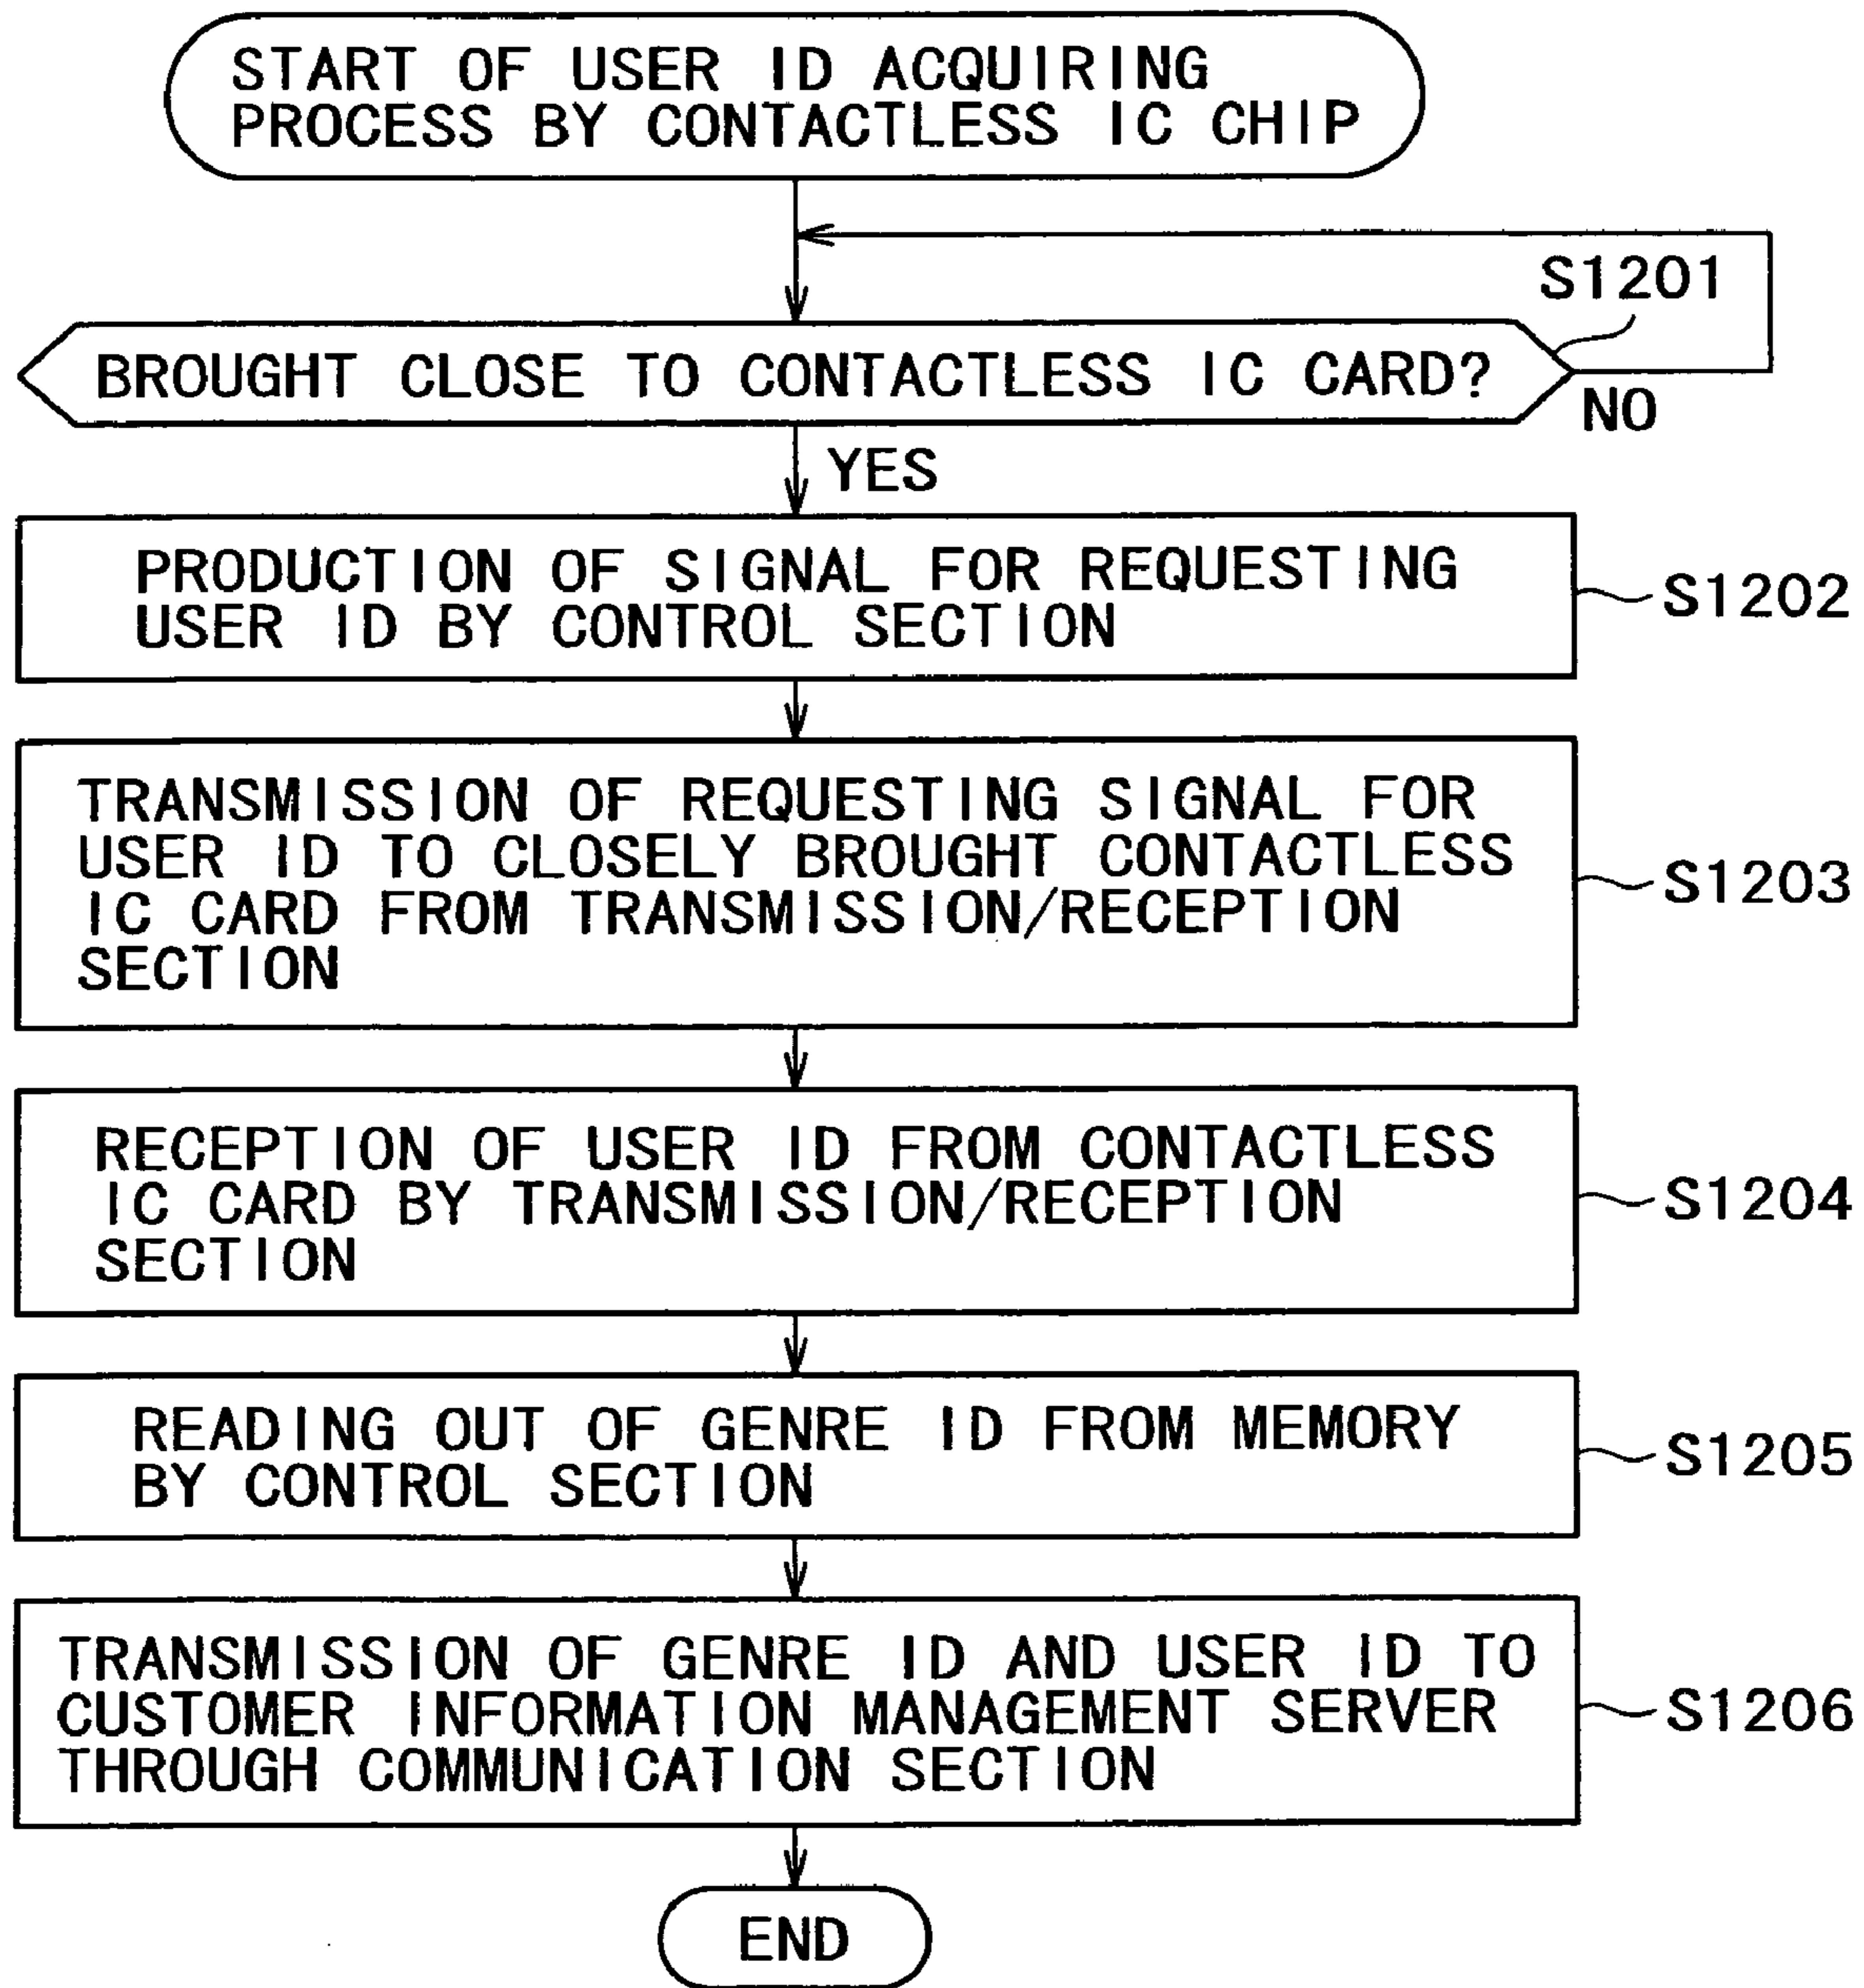 START OF USER ID ACQUIRING
PROCESS BY CONTACTLESS IC CHIP
S1201
BROUGHT CLOSE TO CONTACTLESS IC CARD?
NO
YES
PRODUCTION OF SIGNAL FOR REQUESTING
USER ID BY CONTROL SECTION
S1202
TRANSMISSION OF REQUESTING SIGNAL FOR
USER ID TO CLOSELY BROUGHT CONTACTLESS
IC CARD FROM TRANSMISSION/RECEPTION
SECTION
S1203
RECEPTION OF USER ID FROM CONTACTLESS
IC CARD BY TRANSMISSION/RECEPTION
SECTION
S1204
READING OUT OF GENRE ID FROM MEMORY
BY CONTROL SECTION
S1205
TRANSMISSION OF GENRE ID AND USER ID TO
CUSTOMER INFORMATION MANAGEMENT SERVER
THROUGH COMMUNICATION SECTION
S1206
END